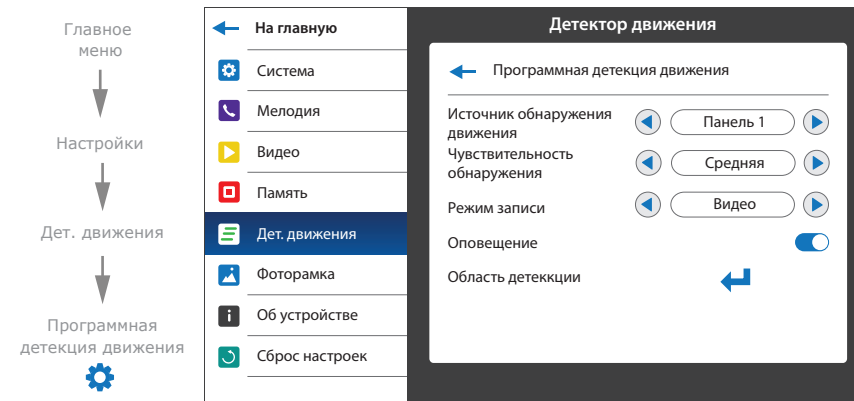 Главное
меню
Настройки
Дет. движения
Программная
детекция движения
На главную
Система
Мелодия
Видео
Память
Дет. движения
Фоторамка
Об устройстве
Сброс настроек
Детектор движения
Программная детекция движения
Источник обнаружения
движения
Панель 1
Чувствительность
обнаружения
Средняя
Режим записи
Видео
Оповещение
Область детеккции